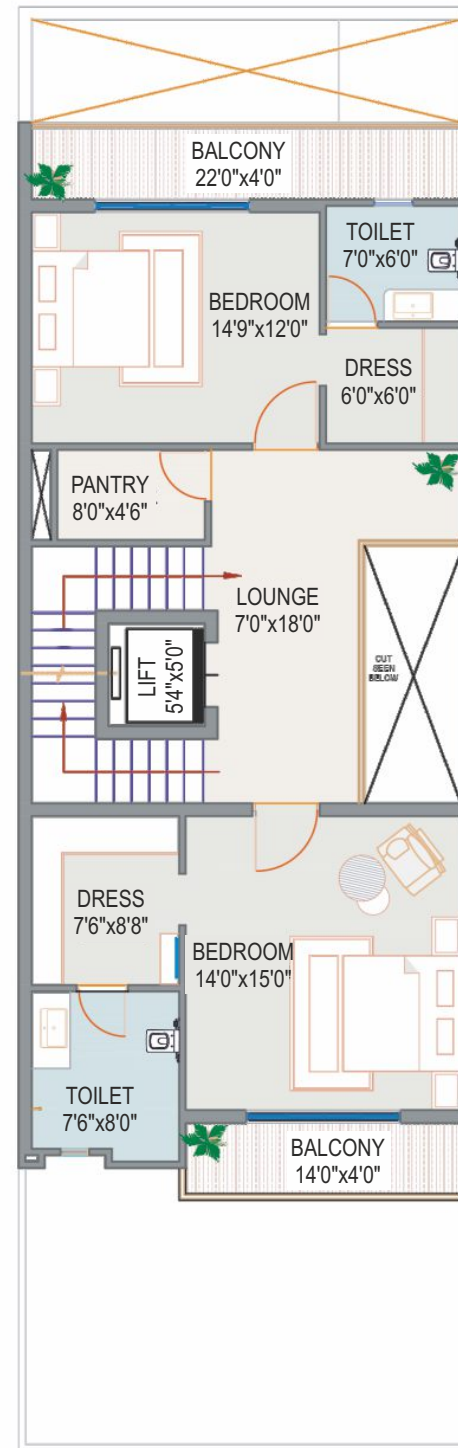 BALCONY
22'0"x4'0"
TOILET
7'0"x6'0"
BEDROOM
14'9"x12'0"
DRESS
6'0"x6'0"
PANTRY
8'0"x4'6"
LOUNGE
7'0"x18'0"
LIFT
5'4"x5'0"
CUT
SEEN
BELOW
DRESS
7'6"x8'8"
BEDROOM
14'0"x15'0"
TOILET
7'6"x8'0"
BALCONY
14'0"x4'0"